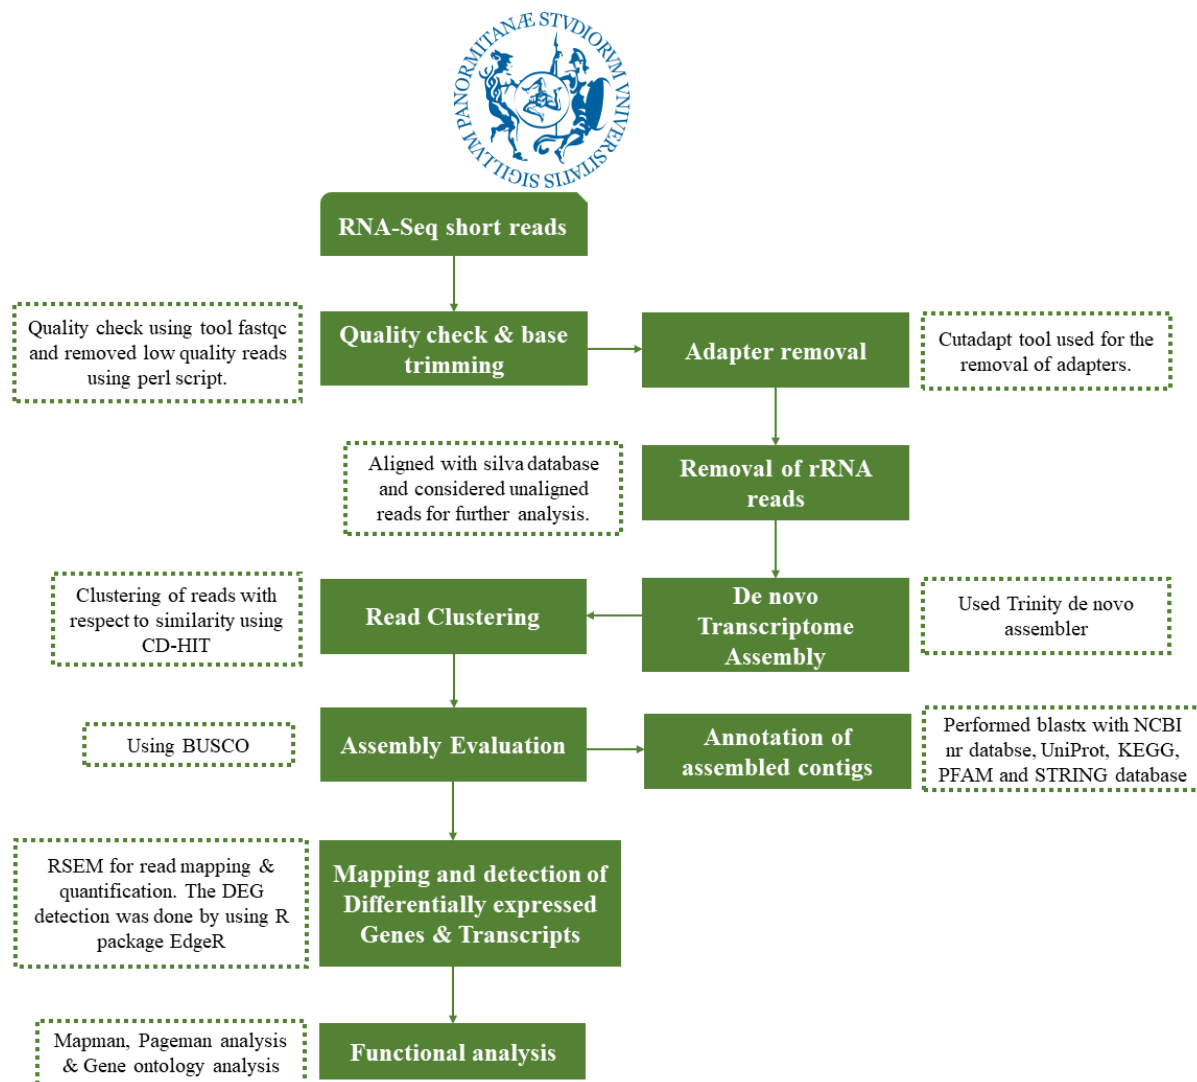 SIGILLVM PANORMITANÆ STVDIORVM VNIVERSITATIS
RNA-Seq short reads
Quality check using tool fastqc
and removed low quality reads
using perl script.
Quality check & base
trimming
Adapter removal
Cutadapt tool used for the
removal of adapters.
Aligned with silva database
and considered unaligned
reads for further analysis.
Removal of rRNA
reads
Clustering of reads with
respect to similarity using
CD-HIT
Read Clustering
De novo
Transcriptome
Assembly
Used Trinity de novo
assembler
Using BUSCO
Assembly Evaluation
Annotation of
assembled contigs
Performed blastx with NCBI
nr databse, UniProt, KEGG,
PFAM and STRING database
RSEM for read mapping &
quantification. The DEG
detection was done by using R
package EdgeR
Mapping and detection of
Differentially expressed
Genes & Transcripts
Mapman, Pageman analysis
& Gene ontology analysis
Functional analysis